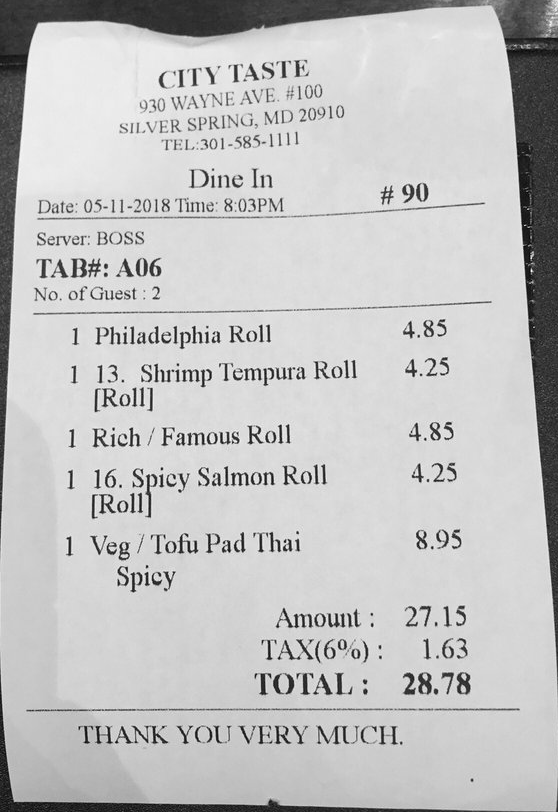 CITY TASTE
930 WAYNE AVE. #100
SILVER SPRING, MD 20910
TEL:301-585-1111
Dine In
Date: 05-11-2018 Time: 8:03PM # 90
Server: BOSS
TAB#: A06
No. of Guest : 2
1 Philadelphia Roll 4.85
1 13. Shrimp Tempura Roll 4.25
[Roll]
1 Rich / Famous Roll 4.85
1 16. Spicy Salmon Roll 4.25
[Roll]
1 Veg / Tofu Pad Thai 8.95
Spicy
Amount : 27.15
TAX(6%) : 1.63
TOTAL : 28.78
THANK YOU VERY MUCH.